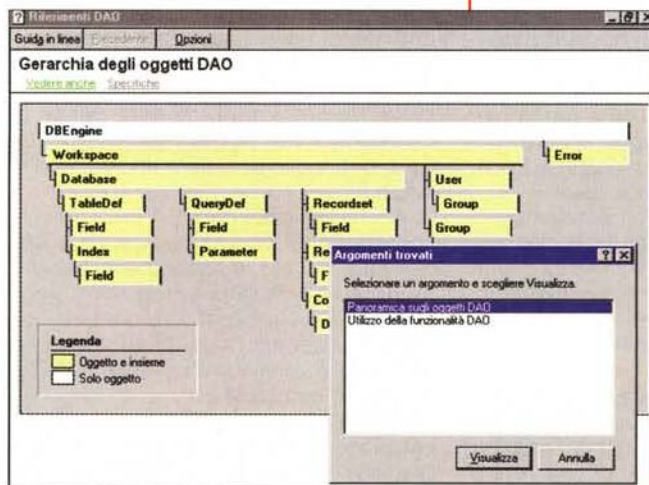 Riferimenti DAO
Guida in linea Precedente Opzioni
Gerarchia degli oggetti DAO
Vedere anche Specifiche
DBEngine
Workspace Error
Database User
TableDef QueryDef Recordset Group
Field Field Field Group
Index Parameter Re
Field F
Co
D
Legenda
Oggetto e insieme
Solo oggetto
Argomenti trovati
Selezionare un argomento e scegliere Visualizza.
Panoramica sugli oggetti DAO
Utilizzo della funzionalità DAO
Visualizza Annulla